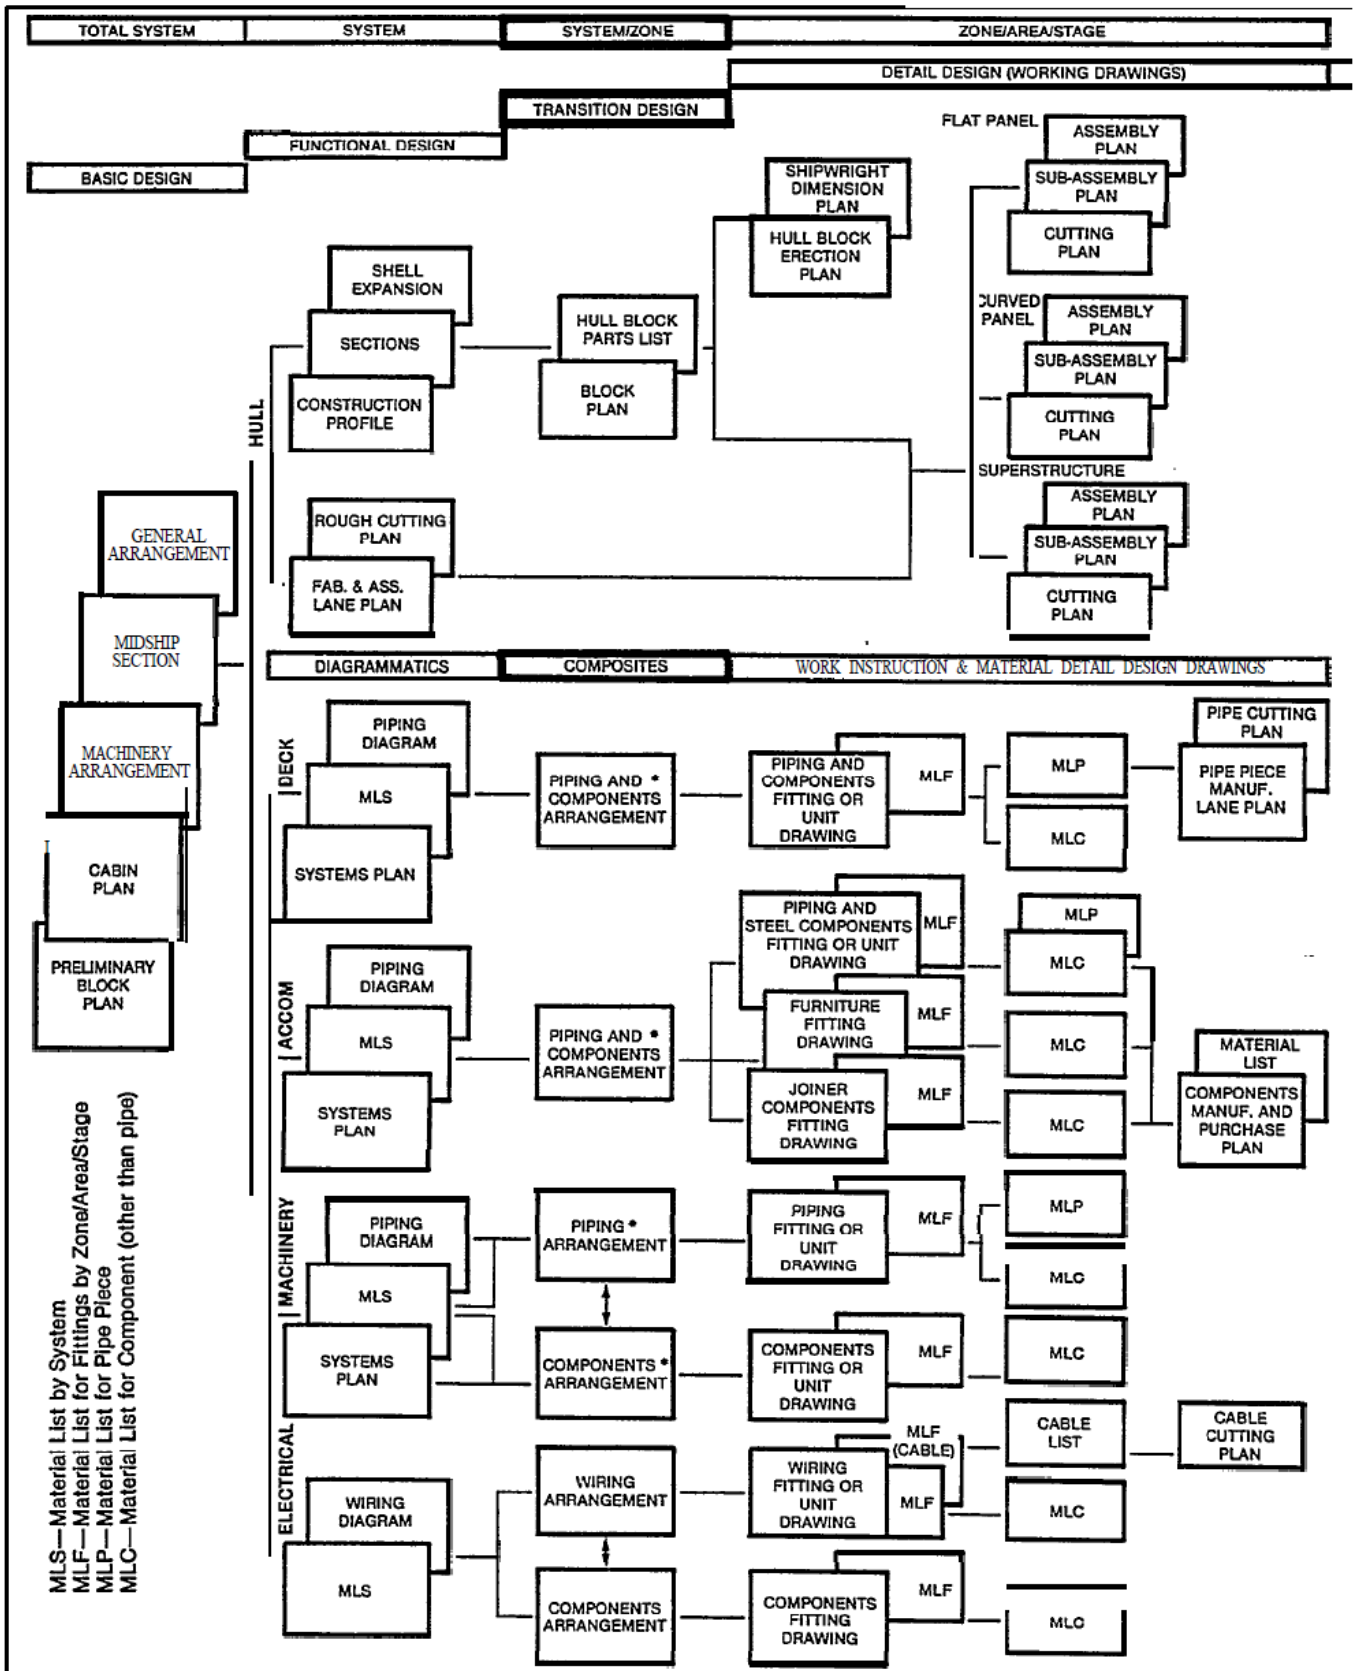 TOTAL SYSTEM
SYSTEM
SYSTEM/ZONE
ZONE/AREA/STAGE
DETAIL DESIGN (WORKING DRAWINGS)
TRANSITION DESIGN
FUNCTIONAL DESIGN
BASIC DESIGN
GENERAL
ARRANGEMENT
MIDSHIP
SECTION
MACHINERY
ARRANGEMENT
CABIN
PLAN
PRELIMINARY
BLOCK
PLAN
HULL
SHELL
EXPANSION
SECTIONS
CONSTRUCTION
PROFILE
ROUGH CUTTING
PLAN
FAB. & ASS.
LANE PLAN
HULL BLOCK
PARTS LIST
BLOCK
PLAN
SHIPWRIGHT
DIMENSION
PLAN
HULL BLOCK
ERECTION
PLAN
FLAT PANEL
ASSEMBLY
PLAN
SUB-ASSEMBLY
PLAN
CUTTING
PLAN
CURVED
PANEL
ASSEMBLY
PLAN
SUB-ASSEMBLY
PLAN
CUTTING
PLAN
SUPERSTRUCTURE
ASSEMBLY
PLAN
SUB-ASSEMBLY
PLAN
CUTTING
PLAN
DIAGRAMMATICS
COMPOSITES
WORK INSTRUCTION & MATERIAL DETAIL DESIGN DRAWINGS
DECK
PIPING
DIAGRAM
MLS
SYSTEMS PLAN
PIPING AND *
COMPONENTS
ARRANGEMENT
PIPING AND
COMPONENTS
FITTING OR
UNIT
DRAWING
MLF
MLP
MLC
PIPE CUTTING
PLAN
PIPE PIECE
MANUF.
LANE PLAN
ACCOM
PIPING
DIAGRAM
MLS
SYSTEMS
PLAN
PIPING AND *
COMPONENTS
ARRANGEMENT
PIPING AND
STEEL COMPONENTS
FITTING OR UNIT
DRAWING
MLF
FURNITURE
FITTING
DRAWING
MLF
JOINER
COMPONENTS
FITTING
DRAWING
MLF
MLP
MLC
MLC
MLC
MATERIAL
LIST
COMPONENTS
MANUF. AND
PURCHASE
PLAN
MACHINERY
PIPING
DIAGRAM
MLS
SYSTEMS
PLAN
PIPING *
ARRANGEMENT
COMPONENTS *
ARRANGEMENT
PIPING
FITTING OR
UNIT
DRAWING
MLF
MLP
MLC
COMPONENTS
FITTING OR
UNIT
DRAWING
MLF
MLC
ELECTRICAL
WIRING
DIAGRAM
MLS
WIRING
ARRANGEMENT
COMPONENTS
ARRANGEMENT
WIRING
FITTING OR
UNIT
DRAWING
MLF
(CABLE)
MLF
CABLE
LIST
MLC
CABLE
CUTTING
PLAN
COMPONENTS
FITTING
DRAWING
MLF
MLC
MLS—Material List by System
MLF—Material List for Fittings by Zone/Area/Stage
MLP—Material List for Pipe Piece
MLC—Material List for Component (other than pipe)